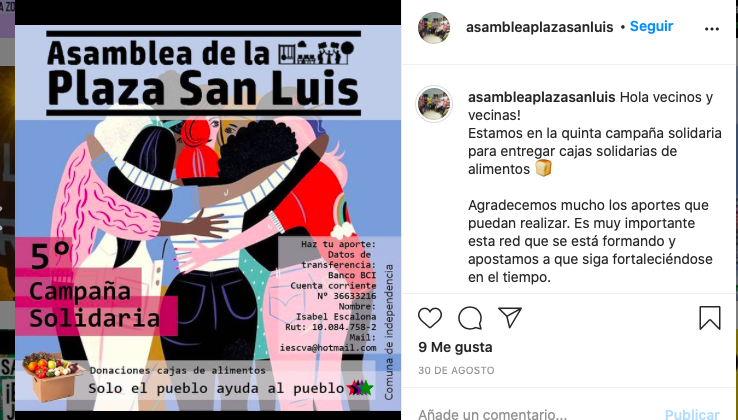 Asamblea de la
Plaza San Luis
5°
Campaña
Solidaria
Haz tu aporte:
Datos de
transferencia:
Banco BCI
Cuenta corriente
N° 36633216
Nombre:
Isabel Escalona
Rut: 10.084.758-2
Mail:
iescva@hotmail.com
Comuna de independencia
Donaciones cajas de alimentos
Solo el pueblo ayuda al pueblo
asambleaplazasanluis • Seguir
asambleaplazasanluis Hola vecinos y
vecinas!
Estamos en la quinta campaña solidaria
para entregar cajas solidarias de
alimentos 🍞
Agradecemos mucho los aportes que
puedan realizar. Es muy importante
esta red que se está formando y
apostamos a que siga fortaleciéndose
en el tiempo.
9 Me gusta
30 DE AGOSTO
Añade un comentario... Publicar